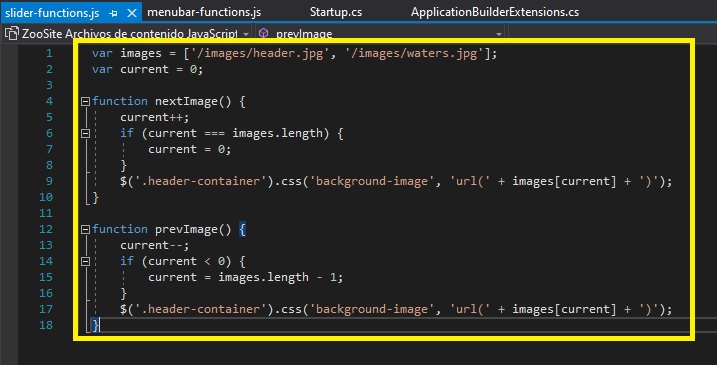 slider-functions.js menubar-functions.js Startup.cs ApplicationBuilderExtensions.cs
ZooSite Archivos de contenido JavaScript prevImage
1 var images = ['/images/header.jpg', '/images/waters.jpg'];
2 var current = 0;
3
4 function nextImage() {
5 current++;
6 if (current === images.length) {
7 current = 0;
8 }
9 $('.header-container').css('background-image', 'url(' + images[current] + ')');
10 }
11
12 function prevImage() {
13 current--;
14 if (current < 0) {
15 current = images.length - 1;
16 }
17 $('.header-container').css('background-image', 'url(' + images[current] + ')');
18 }